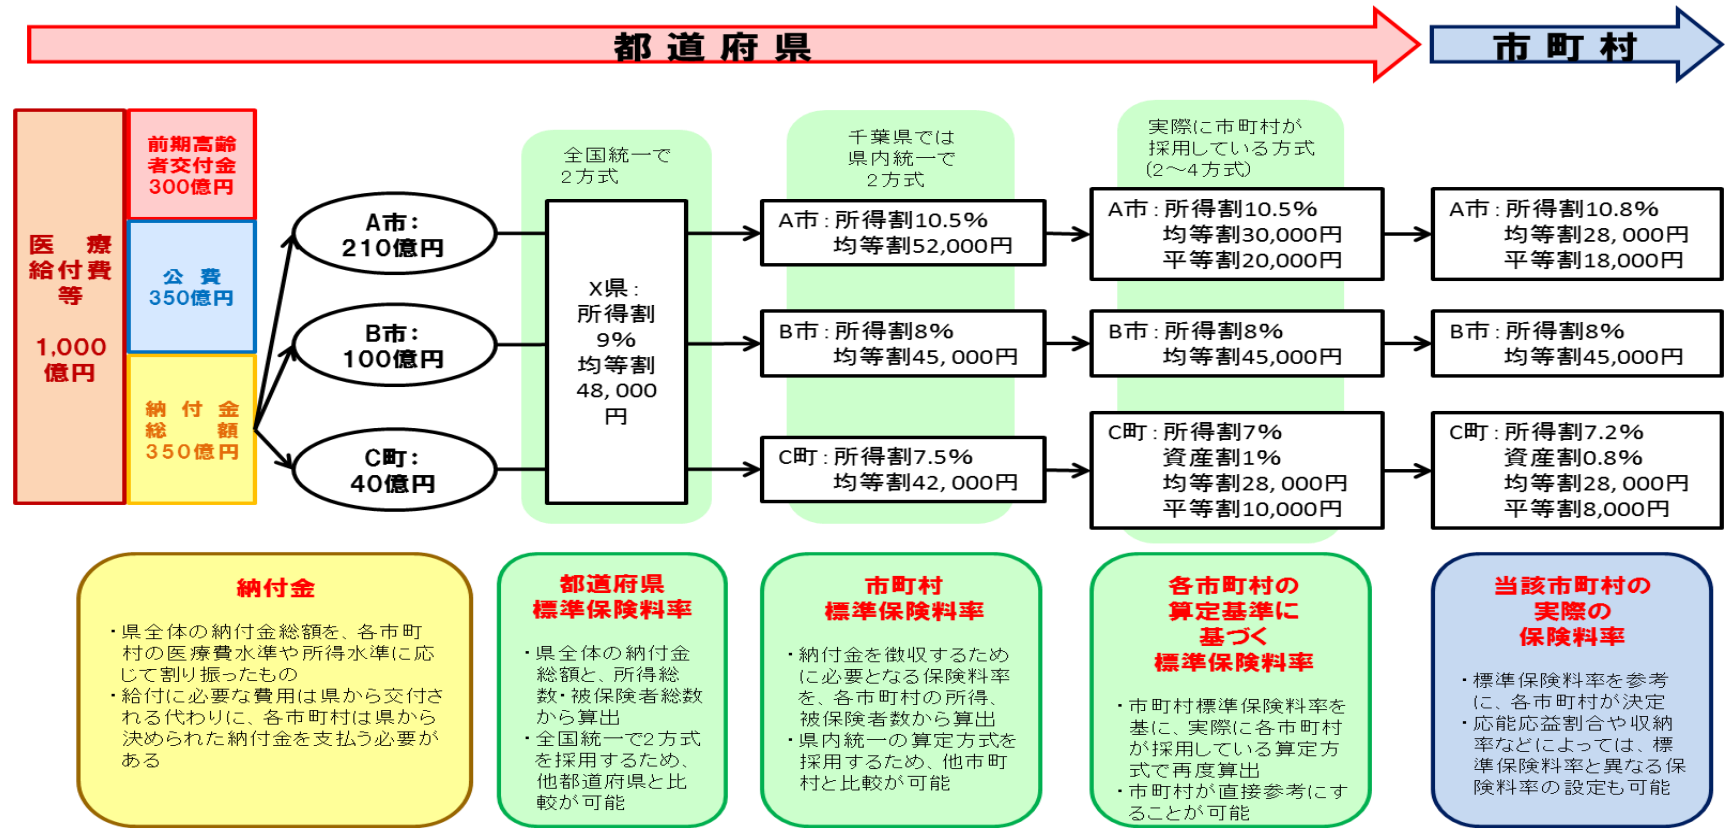 都道府県
市町村
医療
給付費
等
1,000
億円
前期高齢
者交付金
300億円
公費
350億円
納付金
総額
350億円
A市：
210億円
B市：
100億円
C町：
40億円
全国統一で
2方式
X県：
所得割
9%
均等割
48,000
円
千葉県では
県内統一で
2方式
A市：所得割10.5%
均等割52,000円
B市：所得割8%
均等割45,000円
C町：所得割7.5%
均等割42,000円
実際に市町村が
採用している方式
(2～4方式)
A市：所得割10.5%
均等割30,000円
平等割20,000円
B市：所得割8%
均等割45,000円
C町：所得割7%
資産割1%
均等割28,000円
平等割10,000円
A市：所得割10.8%
均等割28,000円
平等割18,000円
B市：所得割8%
均等割45,000円
C町：所得割7.2%
資産割0.8%
均等割28,000円
平等割8,000円
納付金
・県全体の納付金総額を、各市町
村の医療費水準や所得水準に応
じて割り振ったもの
・給付に必要な費用は県から交付さ
れる代わりに、各市町村は県から
決められた納付金を支払う必要が
ある
都道府県
標準保険料率
・県全体の納付金
総額と、所得総
数・被保険者総数
から算出
・全国統一で2方式
を採用するため、
他都道府県と比
較が可能
市町村
標準保険料率
・納付金を徴収するため
に必要となる保険料率
を、各市町村の所得、
被保険者数から算出
・県内統一の算定方式を
採用するため、他市町
村と比較が可能
各市町村の
算定基準に
基づく
標準保険料率
・市町村標準保険料率を
基に、実際に各市町村
が採用している算定方
式で再度算出
・市町村が直接参考にす
ることが可能
当該市町村の
実際の
保険料率
・標準保険料率を参考
に、各市町村が決定
・応能応益割合や収納
率などによっては、標
準保険料率と異なる保
険料率の設定も可能